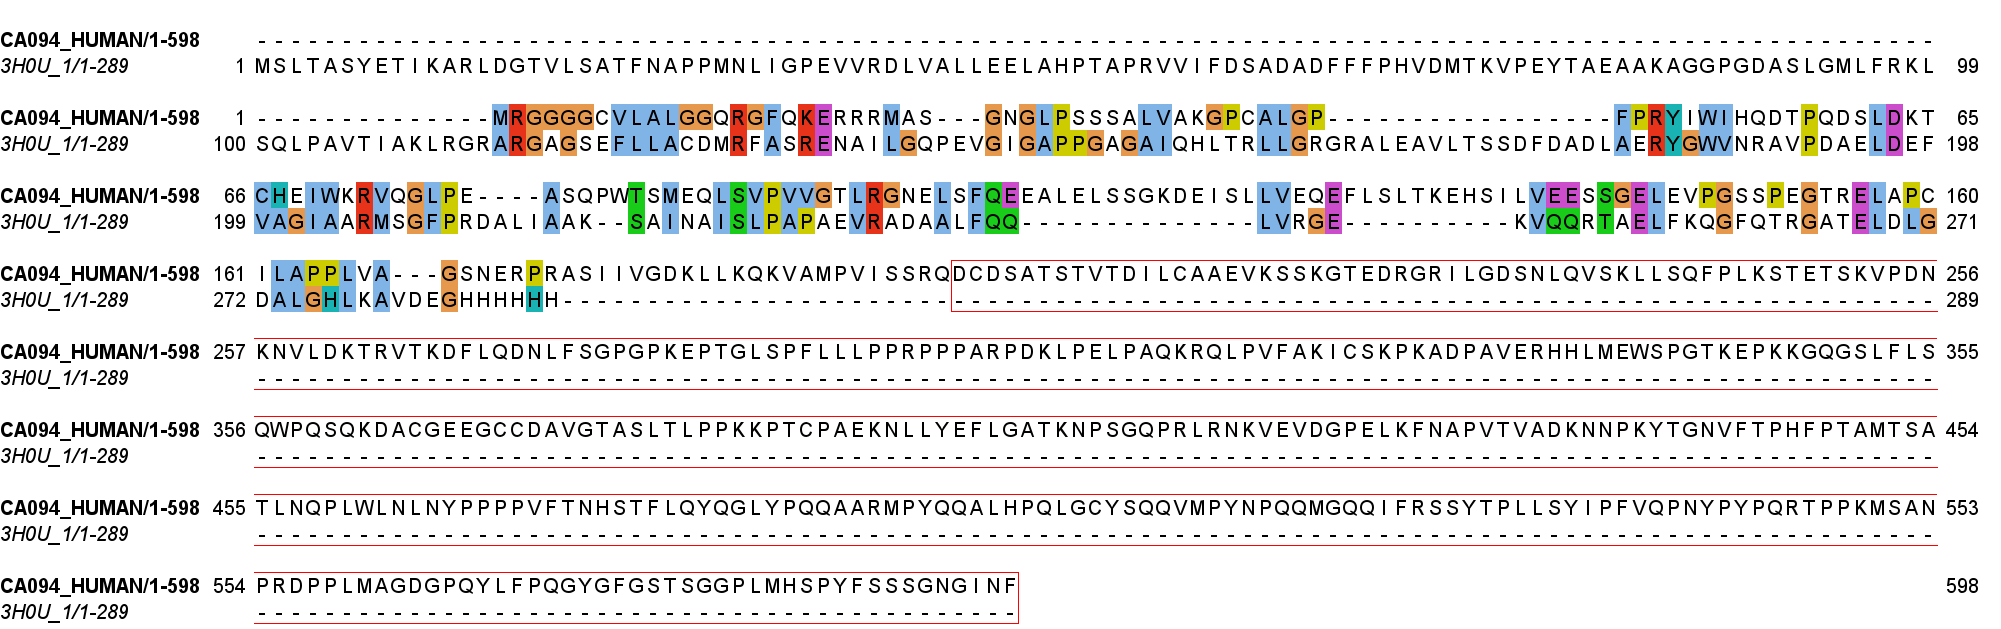 CA094_HUMAN/1-598 ---------------------------------------------------------------------------------------------------
3H0U_1/1-289 1 MSLTASYETIKARLDGTVLSATFNAPPMNLIGPEVVRDLVALLEELAHPTAPRVVIFDSADADFFFPHVDMTKVPEYTAEAAKAGGPGDASLGMLFRKL 99
CA094_HUMAN/1-598 1 --------------MRGGGGCVLALGGQRGFQKERRRMAS---GNGLPSSSALVAKGPCALGP-----------------FPRYIWIHQDTPQDSLDKT 65
3H0U_1/1-289 100 SQLPAVTIAKLRGRARGAGSEFLLACDMRFASRENAILGQPEVGIGAPPGAGAIQHLTRLLGRGRALEAVLTSSDFDADLAERYGWVNRAVPDAELDEF 198
CA094_HUMAN/1-598 66 CHEIWKRVQGLPE----ASQPWTSMEQLSVPVVGTLRGNELSFQEEALELSSGKDEISLLVEQEFLSLTKEHSILVEESSGELEVPGSSPEGTRELAPC 160
3H0U_1/1-289 199 VAGIAARMSGFPRDALIAAK--SAINAISLPAPAEVRADAALFQQ--------------LVRGE----------KVQQRTAELFKQGFQTRGATELDLG 271
CA094_HUMAN/1-598 161 ILAPPLVA---GSNERPRASIIVGDKLLKQKVAMPVISSRQDCDSATSTVTDILCAAEVKSSKGTEDRGRILGDSNLQVSKLLSQFPLKSTETSKVPDN 256
3H0U_1/1-289 272 DALGHLKAVDEGHHHHHH--------------------------------------------------------------------------------- 289
CA094_HUMAN/1-598 257 KNVLDKTRVTKDFLQDNLFSGPGPKEPTGLSPFLLLPPRPPPARPDKLPELPAQKRQLPVFAKICSKPKADPAVERHHLMEWSPGTKEPKKGQGSLFLS 355
3H0U_1/1-289 ---------------------------------------------------------------------------------------------------
CA094_HUMAN/1-598 356 QWPQSQKDACGEEGCCDAVGTASLTLPPKKPTCPAEKNLLYEFLGATKNPSGQPRLRNKVEVDGPELKFNAPVTVADKNNPKYTGNVFTPHFPTAMTSA 454
3H0U_1/1-289 ---------------------------------------------------------------------------------------------------
CA094_HUMAN/1-598 455 TLNQPLWLNLNYPPPPVFTNHSTFLQYQGLYPQQAARMPYQQALHPQLGCYSQQVMPYNPQQMGQQIFRSSYTPLLSYIPFVQPNYPYPQRTPPKMSAN 553
3H0U_1/1-289 ---------------------------------------------------------------------------------------------------
CA094_HUMAN/1-598 554 PRDPPLMAGDGPQYLFPQGYGFGSTSGGPLMHSPYFSSSGNGINF 598
3H0U_1/1-289 ---------------------------------------------